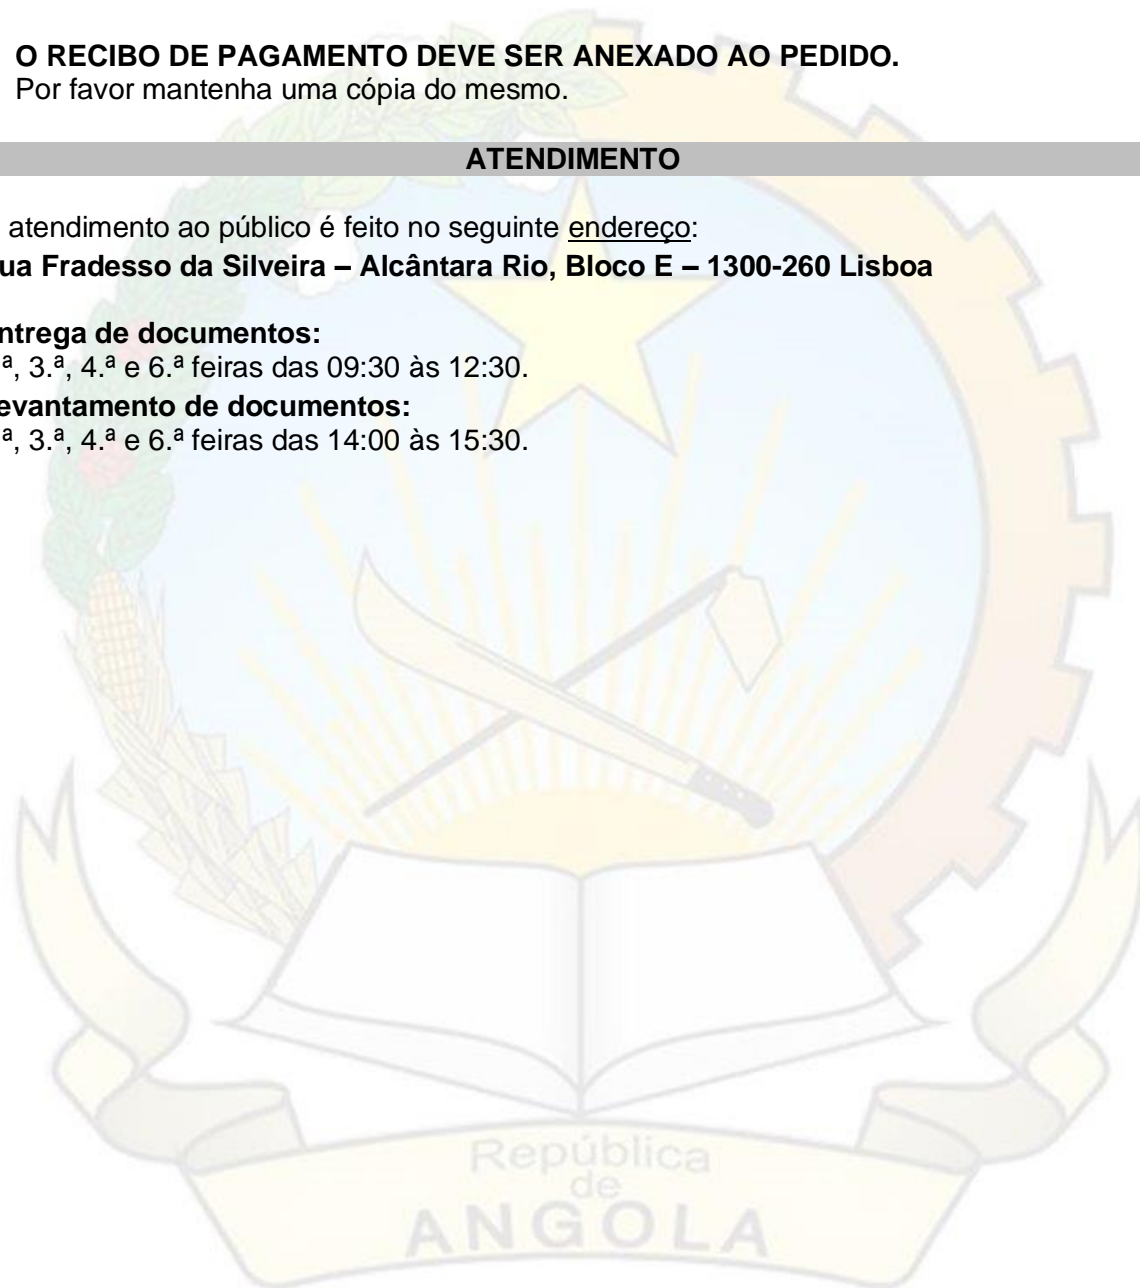 O RECIBO DE PAGAMENTO DEVE SER ANEXADO AO PEDIDO.
Por favor mantenha uma cópia do mesmo.
ATENDIMENTO
atendimento ao público é feito no seguinte endereço:
ua Fradesso da Silveira – Alcântara Rio, Bloco E – 1300-260 Lisboa
ntrega de documentos:
ª, 3.ª, 4.ª e 6.ª feiras das 09:30 às 12:30.
evantamento de documentos:
ª, 3.ª, 4.ª e 6.ª feiras das 14:00 às 15:30.
República
de
ANGOLA